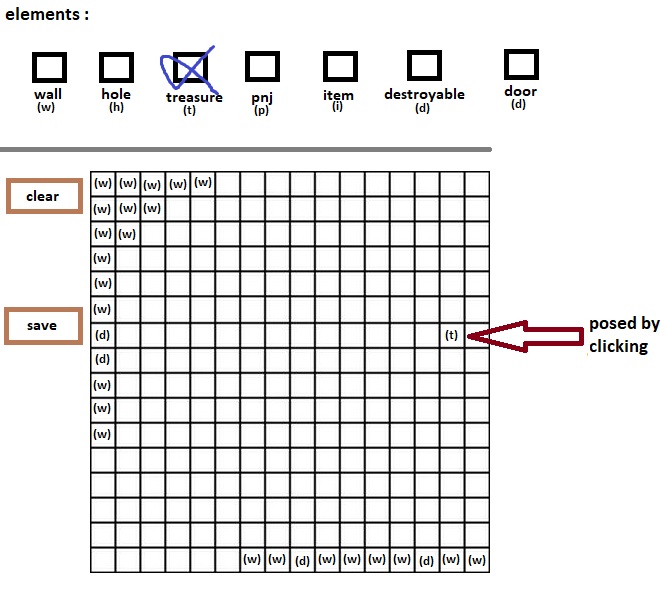 elements :
wall hole treasure pnj item destroyable door
(w) (h) (t) (p) (i) (d) (d)
clear
(w) (w) (w) (w) (w)
(w) (w) (w)
(w) (w)
(w)
(w)
(w)
save
(d) (t)
posed by
clicking
(d)
(w)
(w)
(w)
(w) (w) (d) (w) (w) (w) (w) (d) (w) (w)